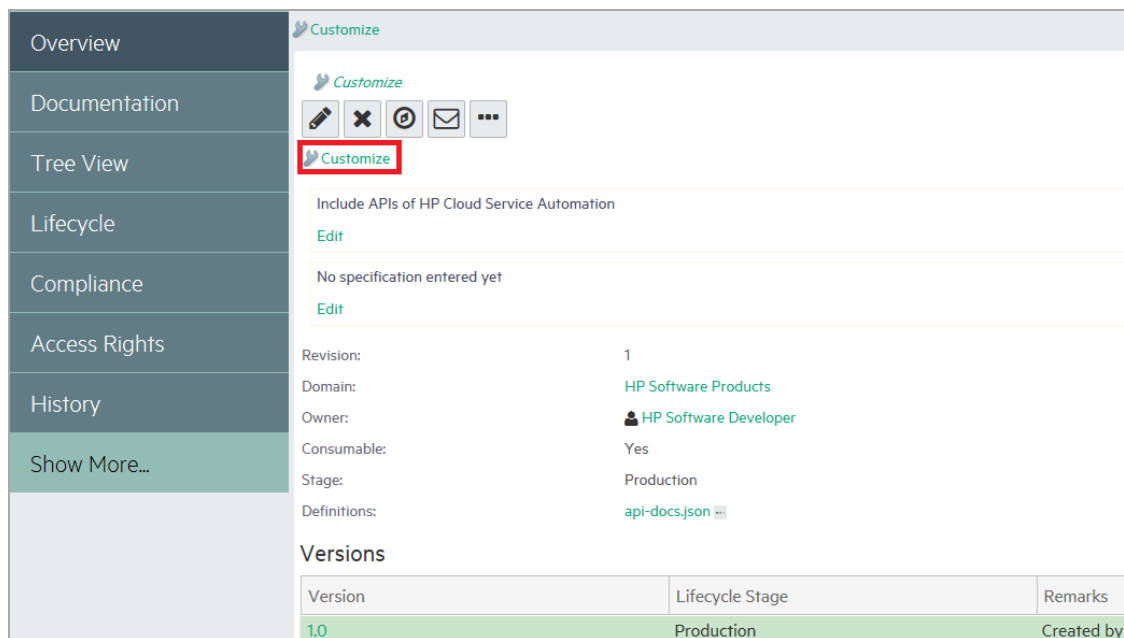 Overview
Documentation
Tree View
Lifecycle
Compliance
Access Rights
History
Show More...
Customize
Customize
Customize
Include APIs of HP Cloud Service Automation
Edit
No specification entered yet
Edit
Revision: 1
Domain: HP Software Products
Owner: HP Software Developer
Consumable: Yes
Stage: Production
Definitions: api-docs.json
Versions
Version Lifecycle Stage Remarks
1.0 Production Created by